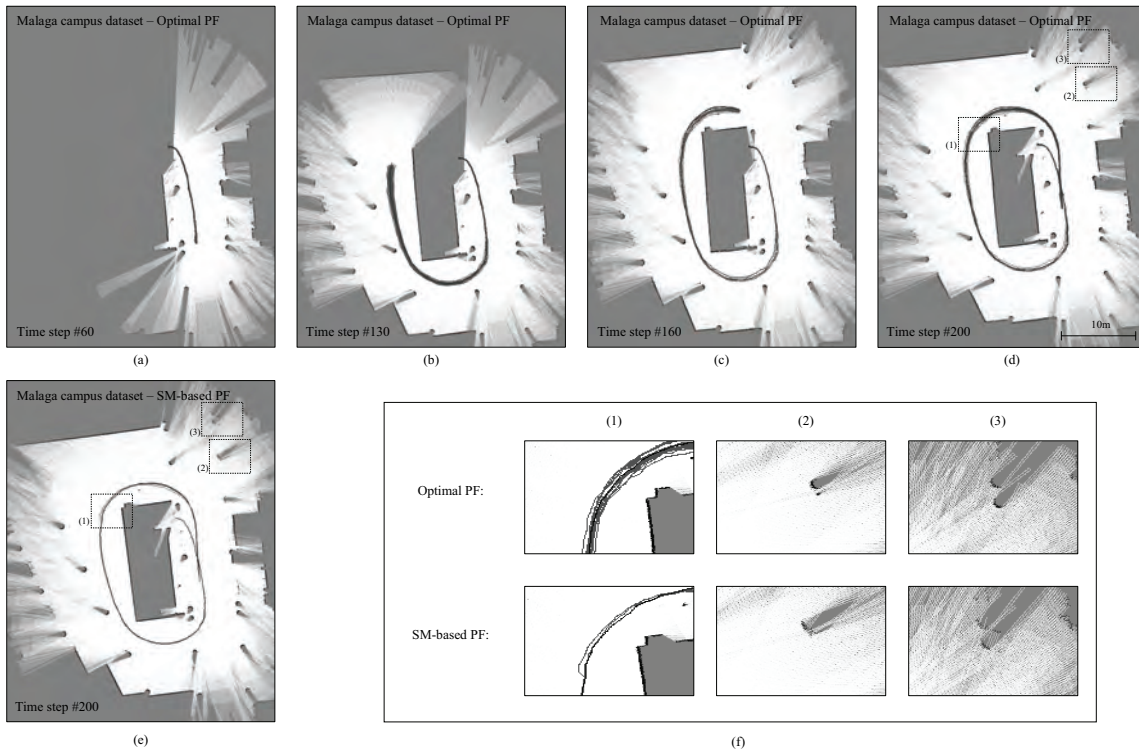 Malaga campus dataset – Optimal PF
Time step #60
(a)
Malaga campus dataset – Optimal PF
Time step #130
(b)
Malaga campus dataset – Optimal PF
Time step #160
(c)
Malaga campus dataset – Optimal PF
(3)
(2)
(1)
Time step #200
10m
(d)
Malaga campus dataset – SM-based PF
(3)
(2)
(1)
Time step #200
(e)
(1) (2) (3)
Optimal PF:
SM-based PF:
(f)